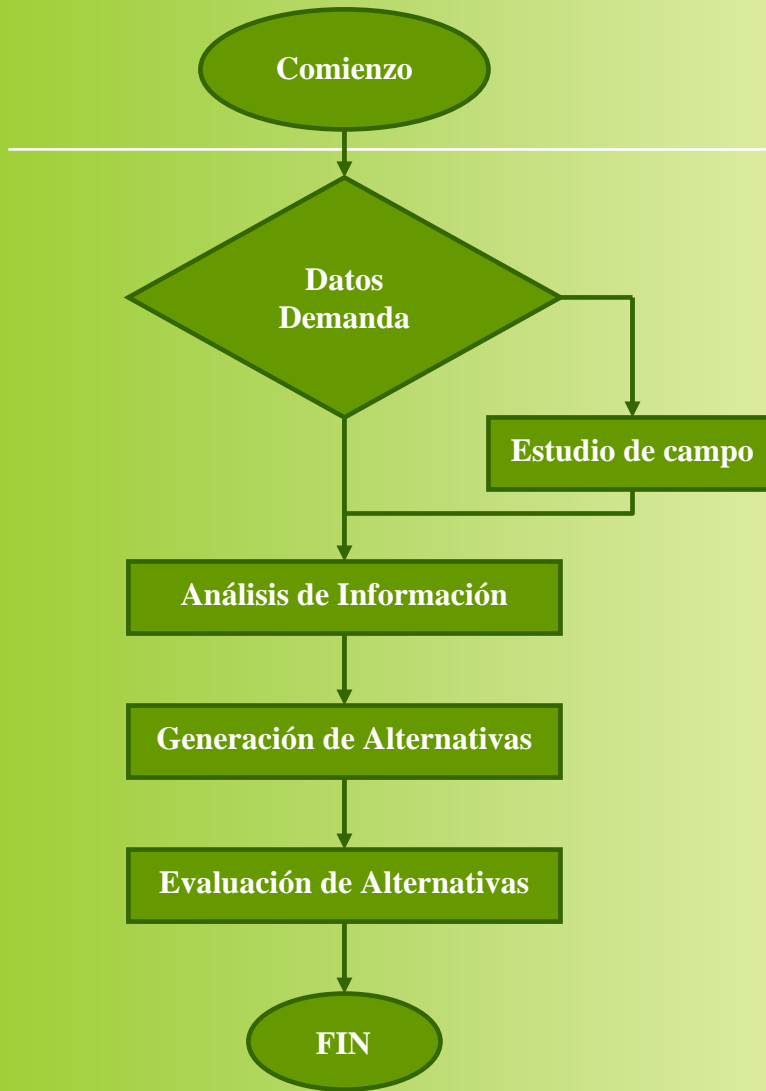 Comienzo
Datos
Demanda
Estudio de campo
Análisis de Información
Generación de Alternativas
Evaluación de Alternativas
FIN